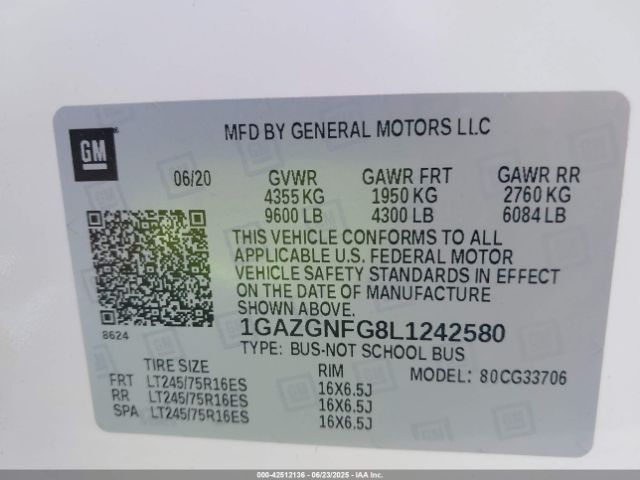 GM
MFD BY GENERAL MOTORS LLC
06/20 GVWR GAWR FRT GAWR RR
4355 KG 1950 KG 2760 KG
9600 LB 4300 LB 6084 LB
THIS VEHICLE CONFORMS TO ALL
APPLICABLE U.S. FEDERAL MOTOR
VEHICLE SAFETY STANDARDS IN EFFECT
ON THE DATE OF MANUFACTURE
SHOWN ABOVE.
8624
1GAZGNFG8L1242580
TYPE: BUS-NOT SCHOOL BUS
TIRE SIZE RIM MODEL: 80CG33706
FRT LT245/75R16ES 16X6.5J
RR LT245/75R16ES 16X6.5J
SPA LT245/75R16ES 16X6.5J
000-42512136 - 06/23/2025 - IAAI.COM